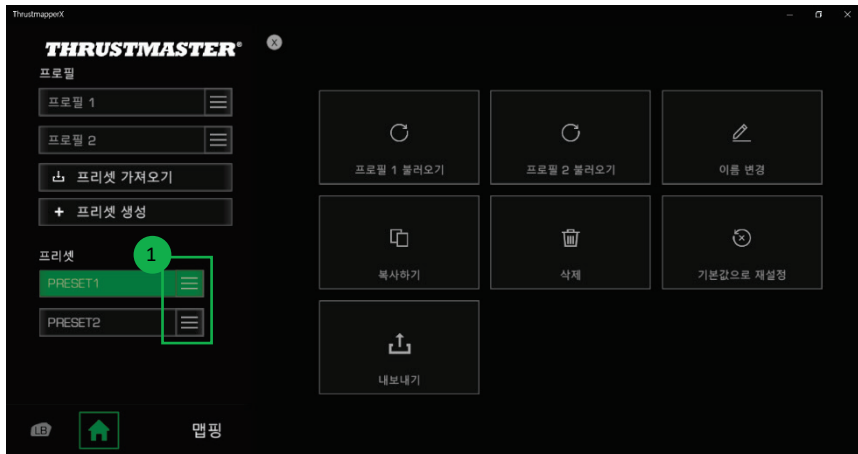 ThrustmapperX
THRUSTMASTER®
X
프로필
프로필 1
프로필 2
프리셋 가져오기
+ 프리셋 생성
프리셋
1
PRESET1
PRESET2
LB
맵핑
프로필 1 불러오기
프로필 2 불러오기
이름 변경
복사하기
삭제
기본값으로 재설정
내보내기